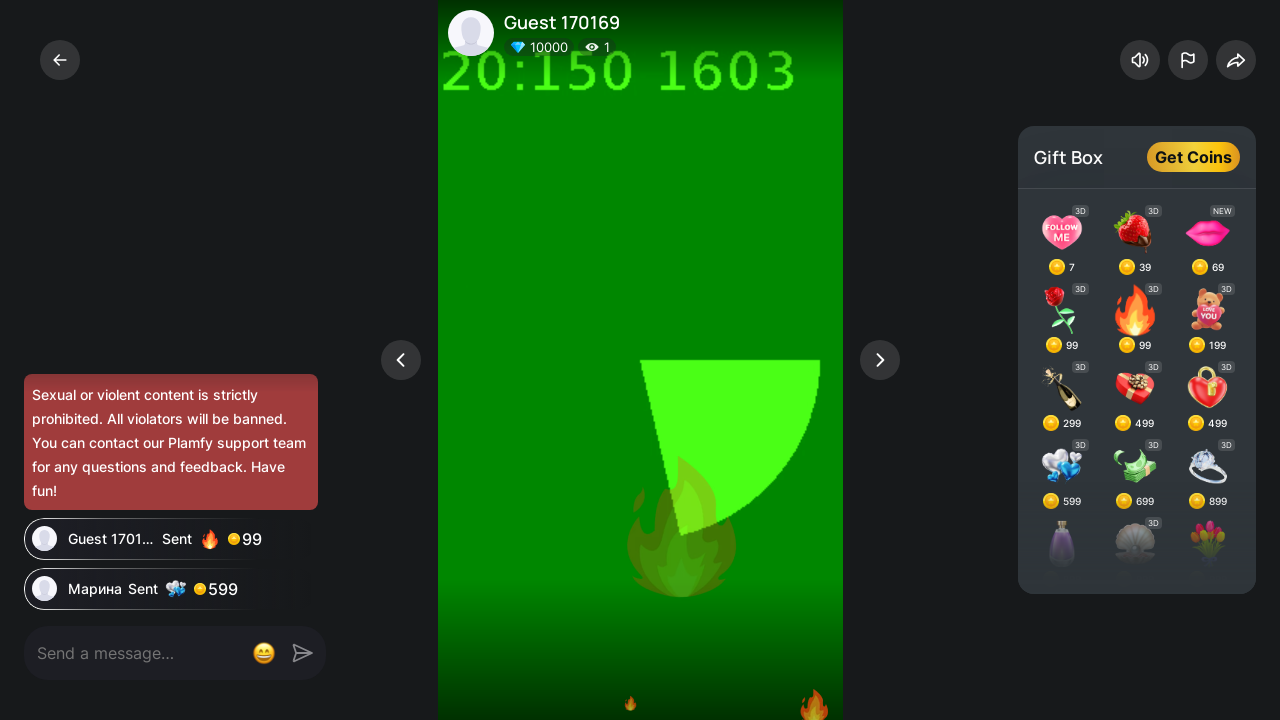 Guest 170169
10000 1
20:150 1603
Gift Box Get Coins
3D 3D NEW
FOLLOW
ME
7 39 69
3D 3D 3D
LOVE
YOU
99 99 199
3D 3D 3D
299 499 499
3D 3D 3D
599 699 899
3D
Sexual or violent content is strictly
prohibited. All violators will be banned.
You can contact our Plamfy support team
for any questions and feedback. Have
fun!
Guest 1701... Sent 99
Марина Sent 599
Send a message...